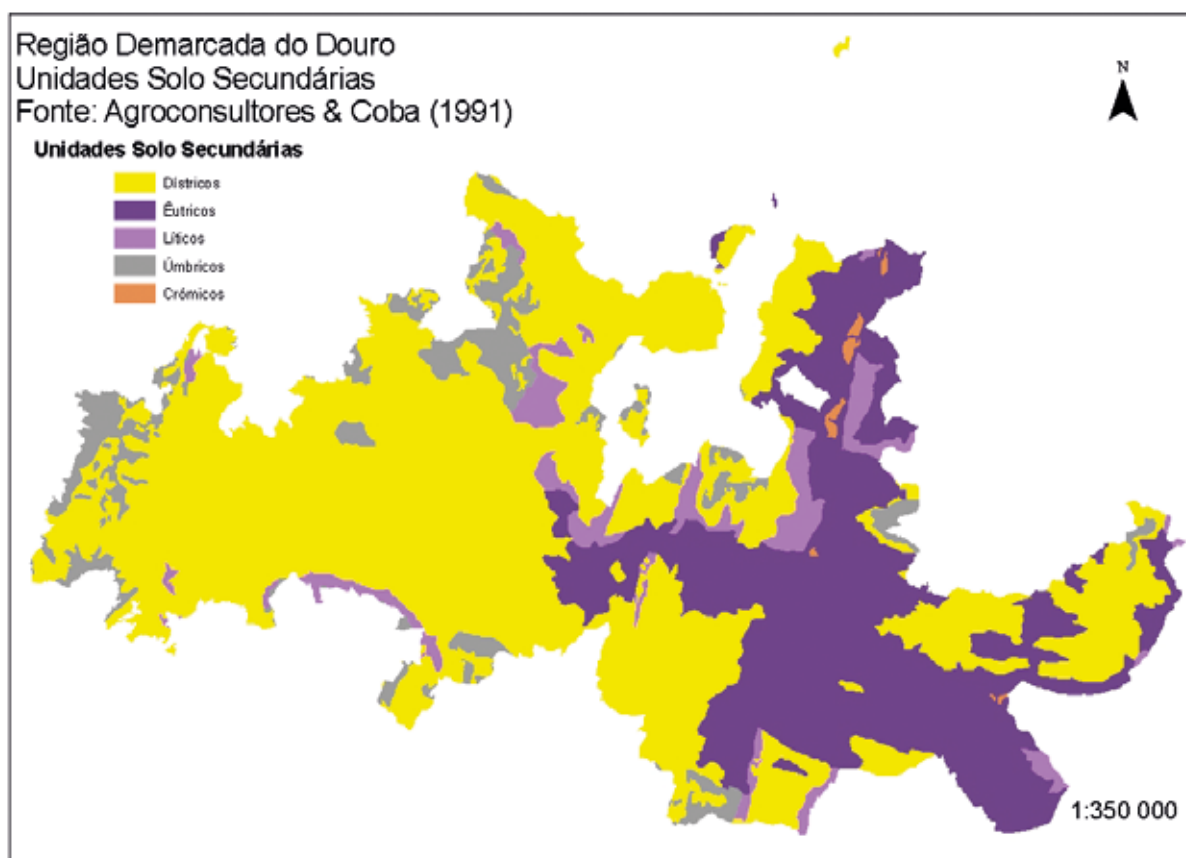 Região Demarcada do Douro
Unidades Solo Secundárias
Fonte: Agroconsultores & Coba (1991)
N
Unidades Solo Secundárias
Dístricos
Êutricos
Líticos
Úmbricos
Crómicos
1:350 000